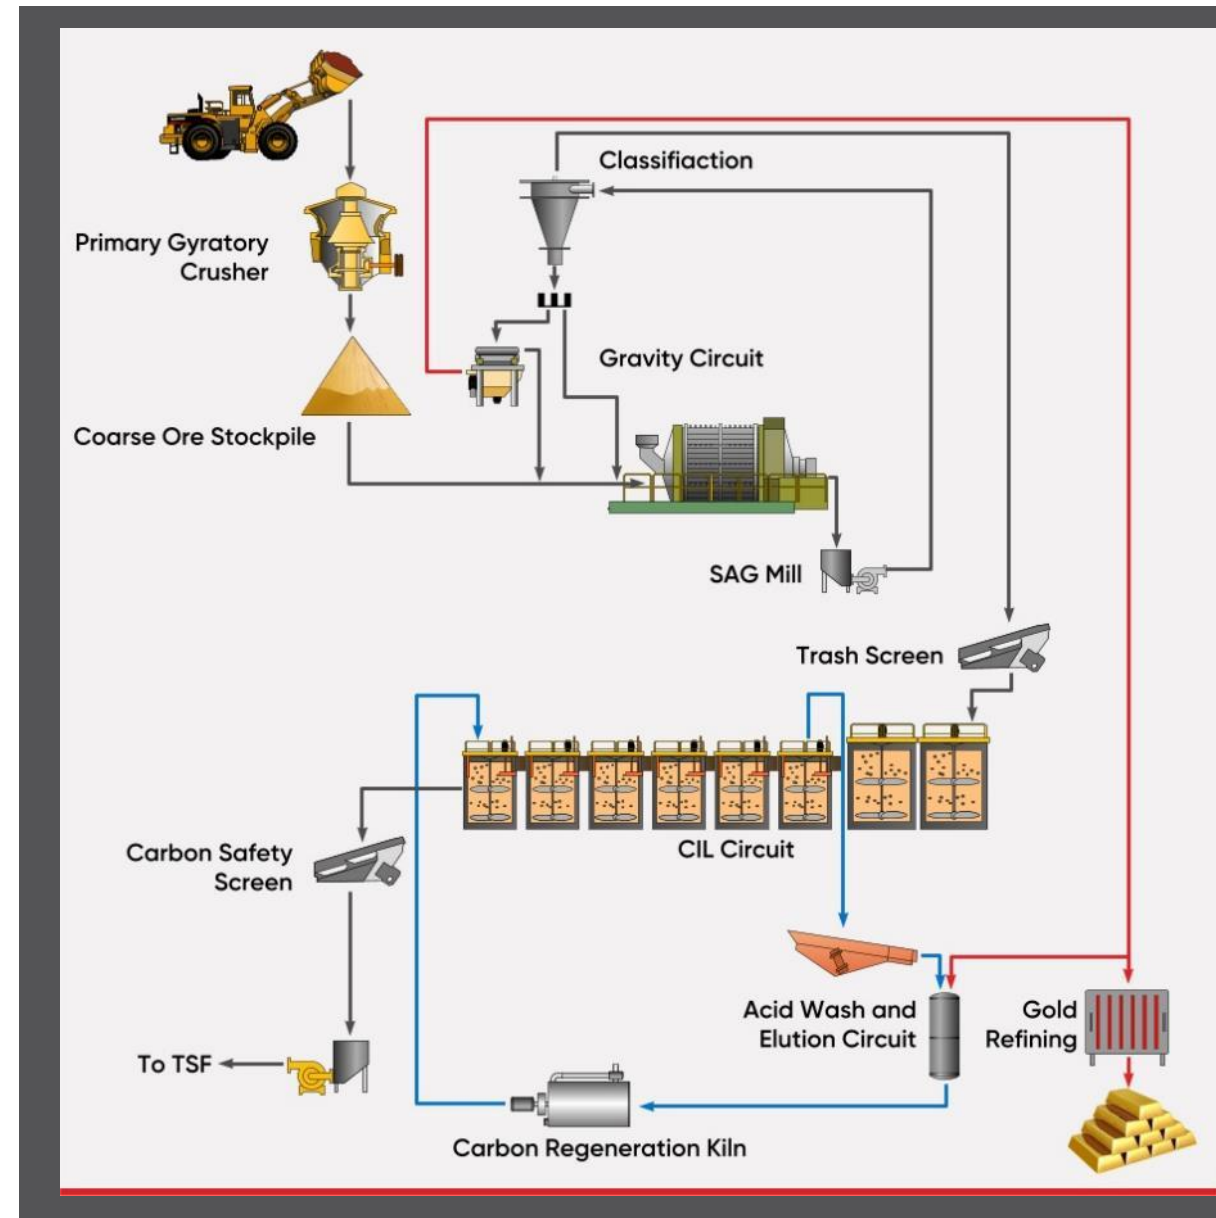 Classifiaction
Primary Gyratory
Crusher
Gravity Circuit
Coarse Ore Stockpile
SAG Mill
Trash Screen
CIL Circuit
Carbon Safety
Screen
Acid Wash and
Elution Circuit
Gold
Refining
To TSF
Carbon Regeneration Kiln